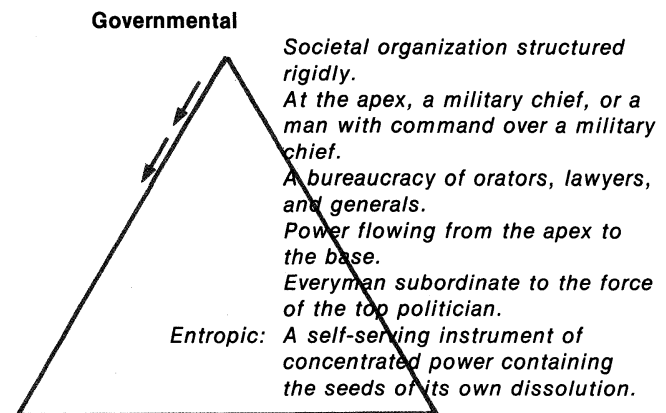 Governmental
Societal organization structured
rigidly.
At the apex, a military chief, or a
man with command over a military
chief.
A bureaucracy of orators, lawyers,
and generals.
Power flowing from the apex to
the base.
Everyman subordinate to the force
of the top politician.
Entropic: A self-serving instrument of
concentrated power containing
the seeds of its own dissolution.